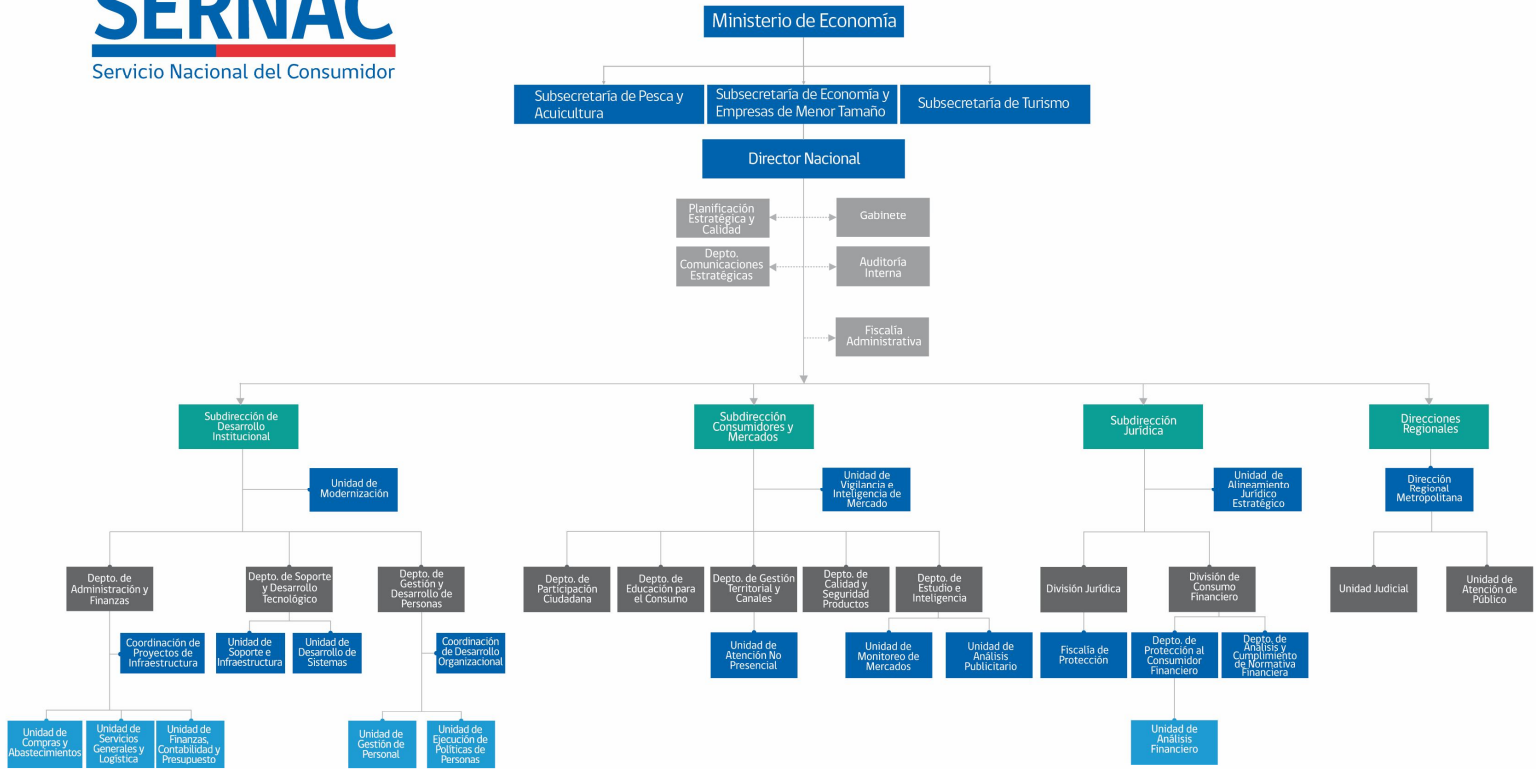 SERNAC
Servicio Nacional del Consumidor
Ministerio de Economía
Subsecretaría de Pesca y
Acuicultura
Subsecretaría de Economía y
Empresas de Menor Tamaño
Subsecretaría de Turismo
Director Nacional
Planificación
Estratégica y
Calidad
Gabinete
Depto.
Comunicaciones
Estratégicas
Auditoría
Interna
Fiscalía
Administrativa
Subdirección de
Desarrollo
Institucional
Subdirección
Consumidores y
Mercados
Subdirección
Jurídica
Direcciones
Regionales
Unidad de
Modernización
Unidad de
Vigilancia e
Inteligencia de
Mercado
Unidad de
Alineamiento
Jurídico
Estratégico
Dirección
Regional
Metropolitana
Depto. de
Administración y
Finanzas
Depto. de Soporte
y Desarrollo
Tecnológico
Depto. de
Gestión y
Desarrollo de
Personas
Depto. de
Participación
Ciudadana
Depto. de
Educación para
el Consumo
Depto. de Gestión
Territorial y
Canales
Depto. de
Calidad y
Seguridad
Productos
Depto. de
Estudio e
Inteligencia
División Jurídica
División de
Consumo
Financiero
Unidad Judicial
Unidad de
Atención de
Público
Coordinación de
Proyectos de
Infraestructura
Unidad de
Soporte e
Infraestructura
Unidad de
Desarrollo de
Sistemas
Coordinación
de Desarrollo
Organizacional
Unidad de
Atención No
Presencial
Unidad de
Monitoreo de
Mercados
Unidad de
Análisis
Publicitario
Fiscalía de
Protección
Depto. de
Protección al
Consumidor
Financiero
Depto. de
Análisis y
Cumplimiento
de Normativa
Financiera
Unidad de
Compras y
Abastecimientos
Unidad de
Servicios
Generales y
Logística
Unidad de
Finanzas,
Contabilidad y
Presupuesto
Unidad de
Gestión de
Personal
Unidad de
Ejecución de
Políticas de
Personas
Unidad de
Análisis
Financiero